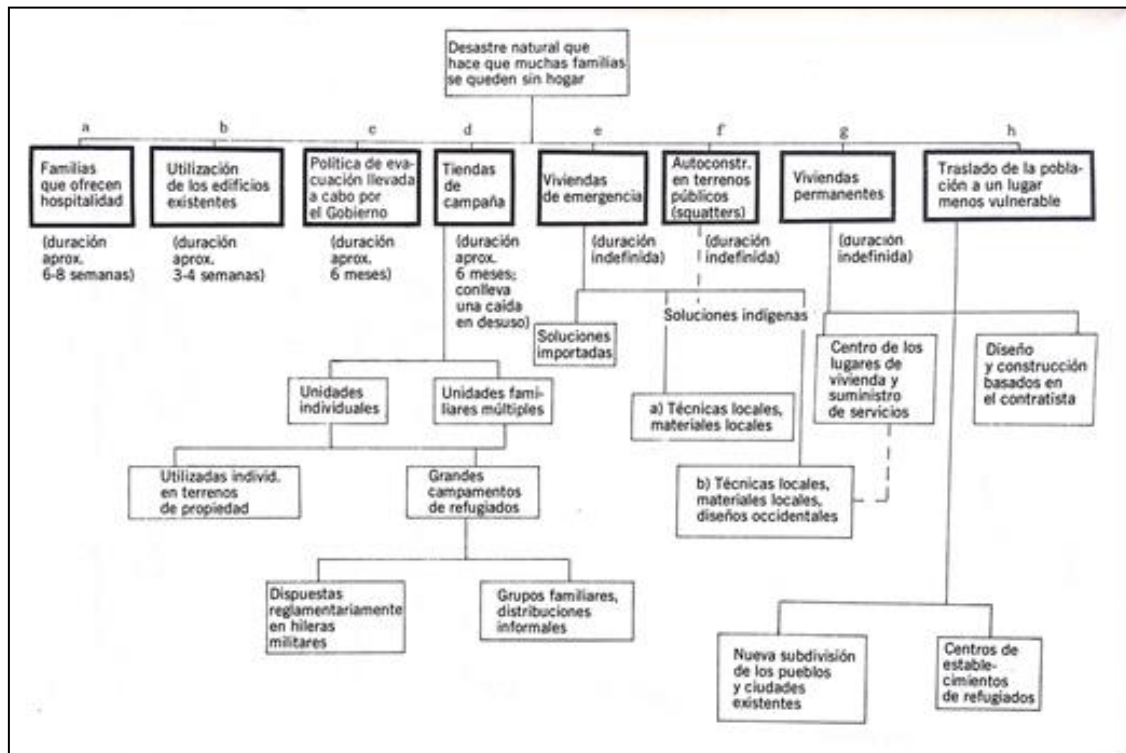 Desastre natural que
hace que muchas familias
se queden sin hogar
a
b
c
d
e
f
g
h
Familias
que ofrecen
hospitalidad
(duración
aprox.
6-8 semanas)
Utilización
de los edificios
existentes
(duración
aprox.
3-4 semanas)
Política de eva-
cuación llevada
a cabo por
el Gobierno
(duración
aprox.
6 meses)
Tiendas
de
campaña
(duración
aprox.
6 meses;
conlleva
una caída
en desuso)
Viviendas
de emergencia
(duración
indefinida)
Autoconstr.
en terrenos
públicos
(squatters)
(duración
indefinida)
Viviendas
permanentes
(duración
indefinida)
Traslado de la pobla-
ción a un lugar
menos vulnerable
Soluciones
importadas
Soluciones indígenas
Centro de los
lugares de
vivienda y
suministro
de servicios
Diseño
y construcción
basados en
el contratista
Unidades
individuales
Unidades fami-
liares múltiples
a) Técnicas locales,
materiales locales
Utilizadas individ.
en terrenos
de propiedad
Grandes
campamentos
de refugiados
b) Técnicas locales,
materiales locales,
diseños occidentales
Dispuestas
reglamentariamente
en hileras
militares
Grupos familiares,
distribuciones
informales
Nueva subdivisión
de los pueblos
y ciudades
existentes
Centros de
estable-
cimientos
de refugiados